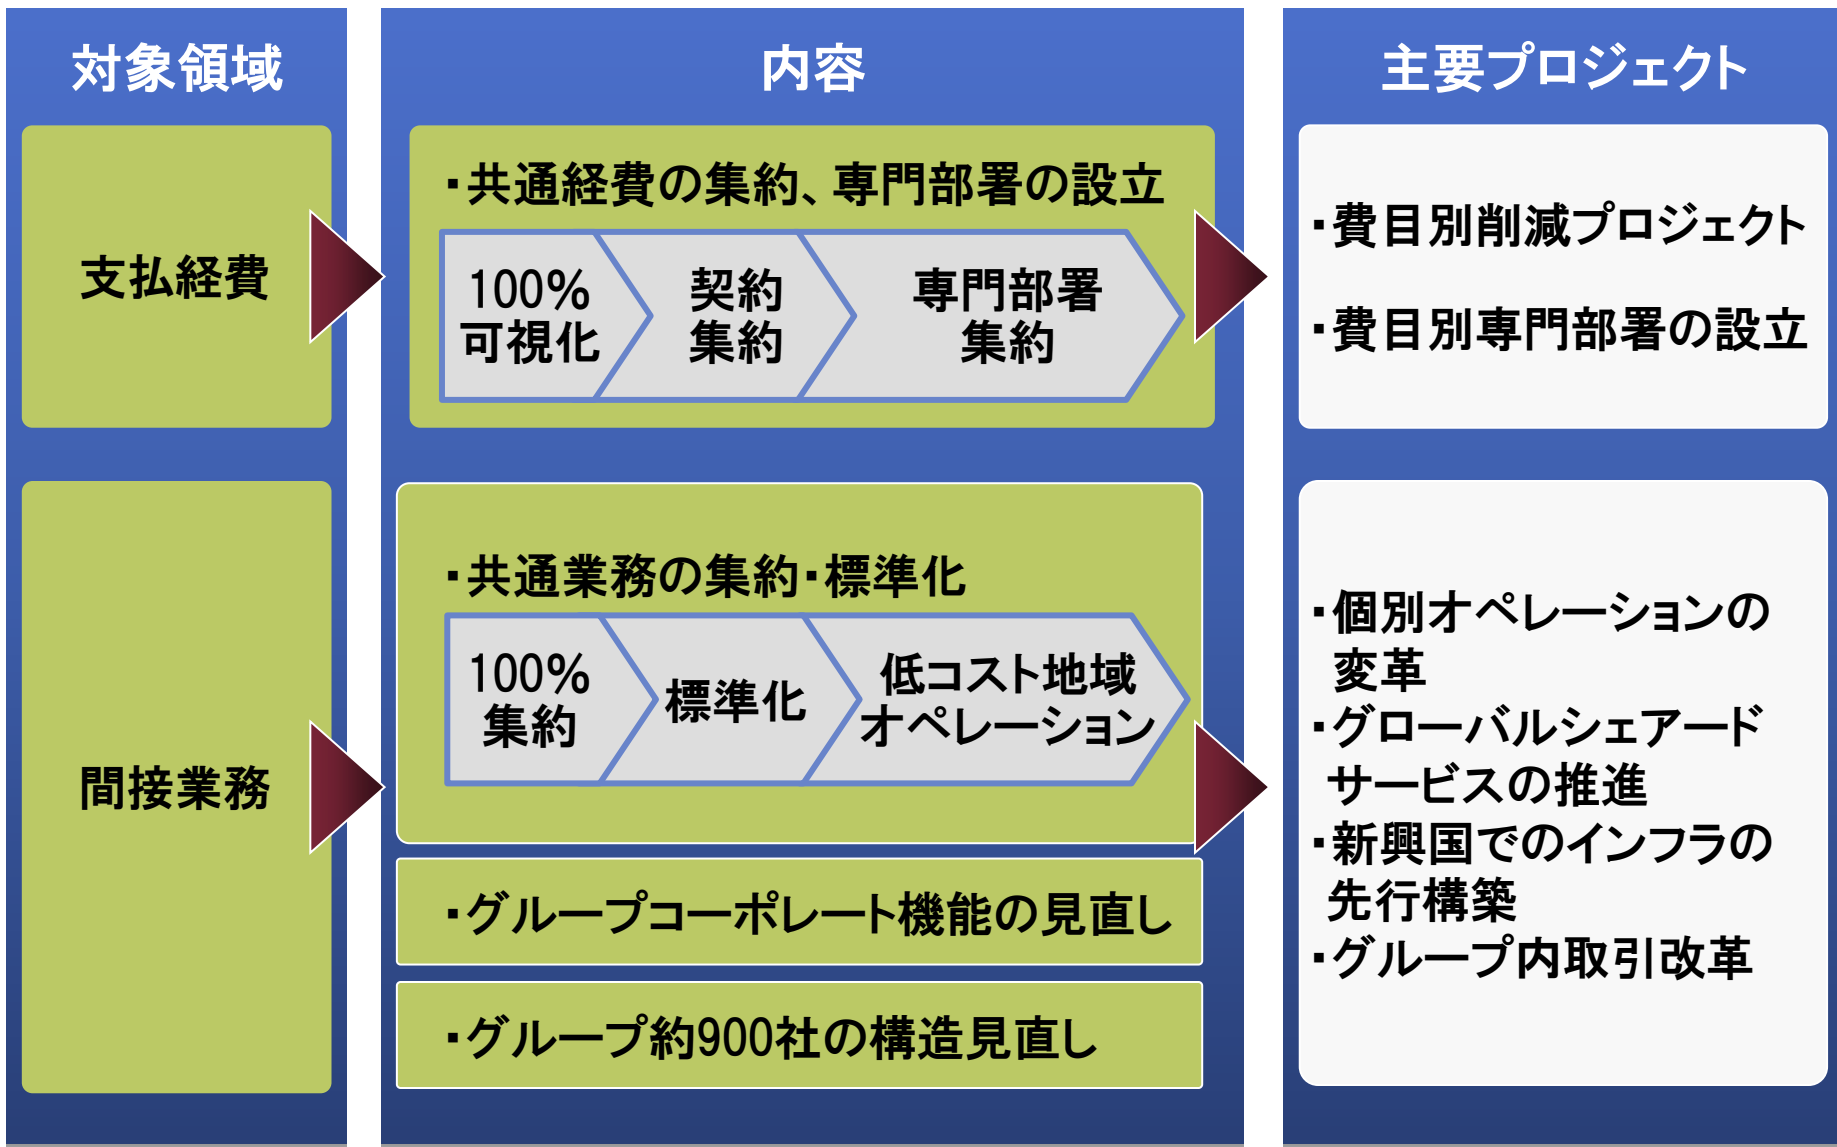 対象領域
内容
主要プロジェクト
支払経費
・共通経費の集約、専門部署の設立
100%
可視化
契約
集約
専門部署
集約
・費目別削減プロジェクト
・費目別専門部署の設立
間接業務
・共通業務の集約・標準化
100%
集約
標準化
低コスト地域
オペレーション
・グループコーポレート機能の見直し
・グループ約900社の構造見直し
・個別オペレーションの
変革
・グローバルシェアード
サービスの推進
・新興国でのインフラの
先行構築
・グループ内取引改革